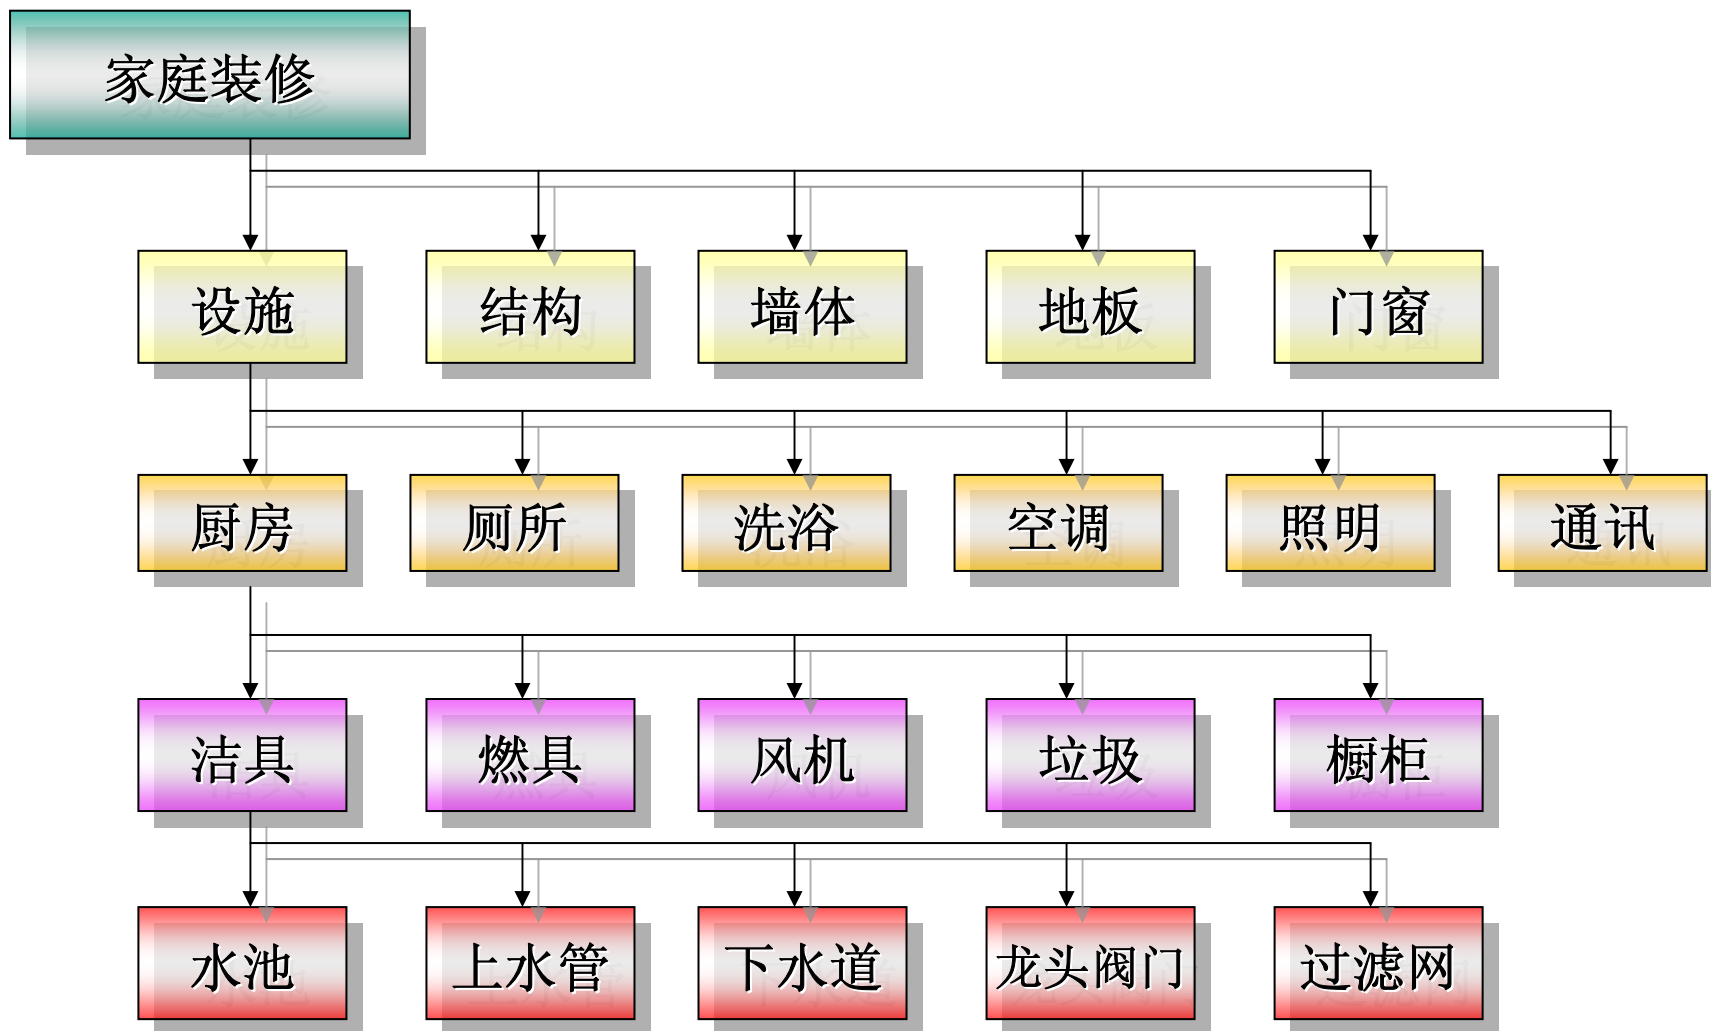 家庭装修
设施
结构
墙体
地板
门窗
厨房
厕所
洗浴
空调
照明
通讯
洁具
燃具
风机
垃圾
橱柜
水池
上水管
下水道
龙头阀门
过滤网